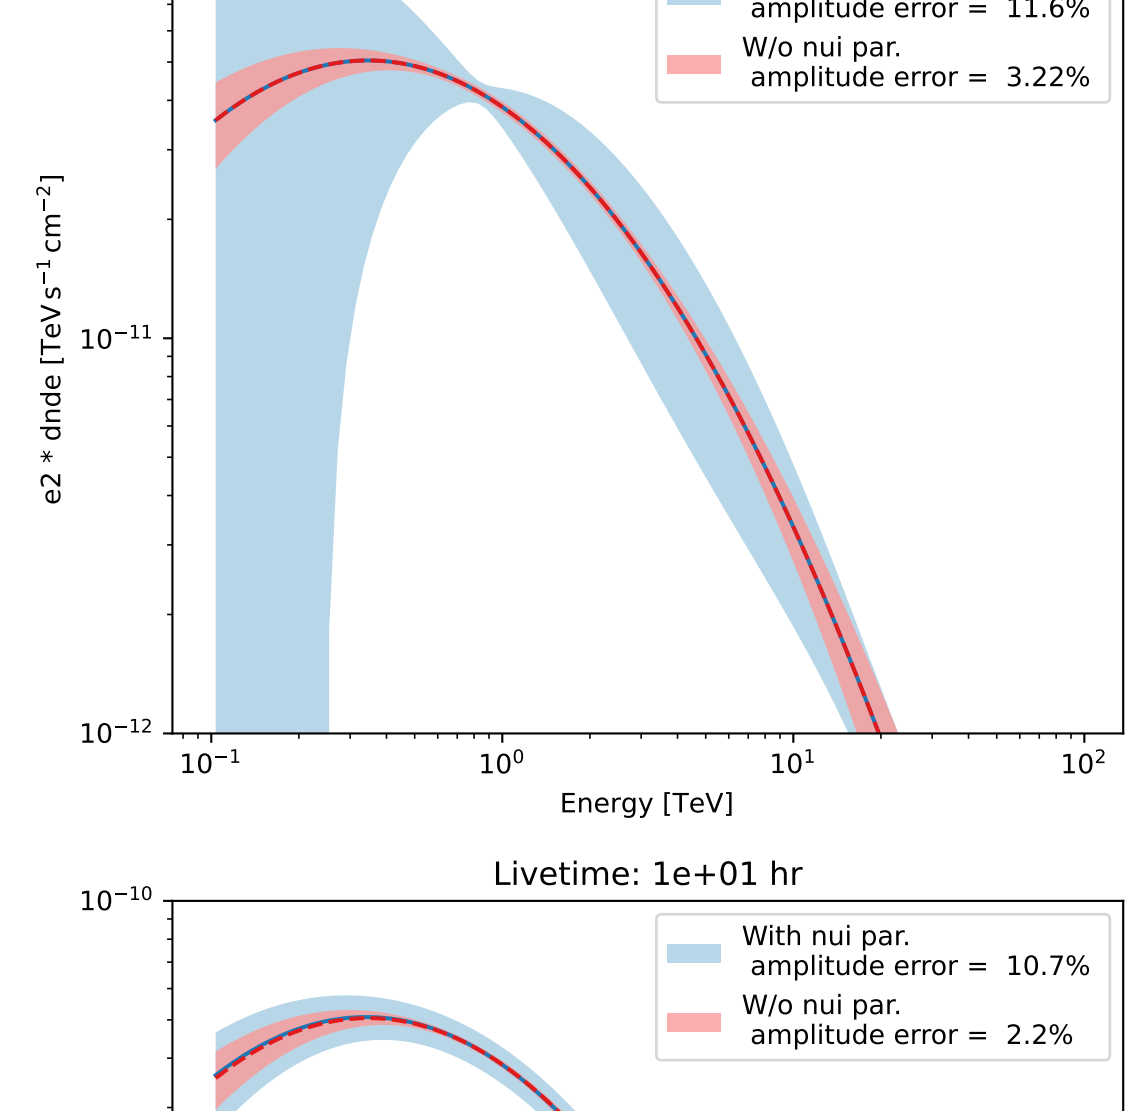 amplitude error =  11.6%
W/o nui par.
amplitude error =  3.22%
e2 * dnde [TeV s⁻¹ cm⁻²]
10⁻¹¹
10⁻¹²
10⁻¹ 10⁰ 10¹ 10²
Energy [TeV]
Livetime: 1e+01 hr
10⁻¹⁰
With nui par.
amplitude error =  10.7%
W/o nui par.
amplitude error =  2.2%